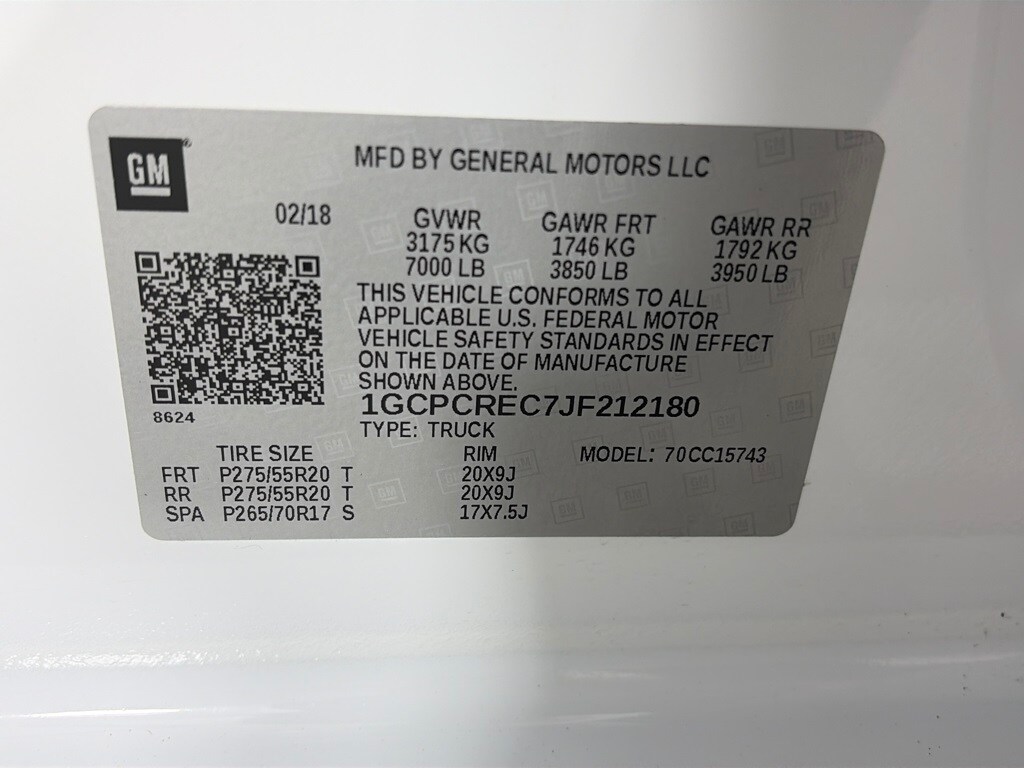 GM
MFD BY GENERAL MOTORS LLC
02/18 GVWR GAWR FRT GAWR RR
3175 KG 1746 KG 1792 KG
7000 LB 3850 LB 3950 LB
THIS VEHICLE CONFORMS TO ALL
APPLICABLE U.S. FEDERAL MOTOR
VEHICLE SAFETY STANDARDS IN EFFECT
ON THE DATE OF MANUFACTURE
SHOWN ABOVE.
8624 1GCPCREC7JF212180
TYPE: TRUCK
TIRE SIZE RIM MODEL: 70CC15743
FRT P275/55R20 T 20X9J
RR P275/55R20 T 20X9J
SPA P265/70R17 S 17X7.5J